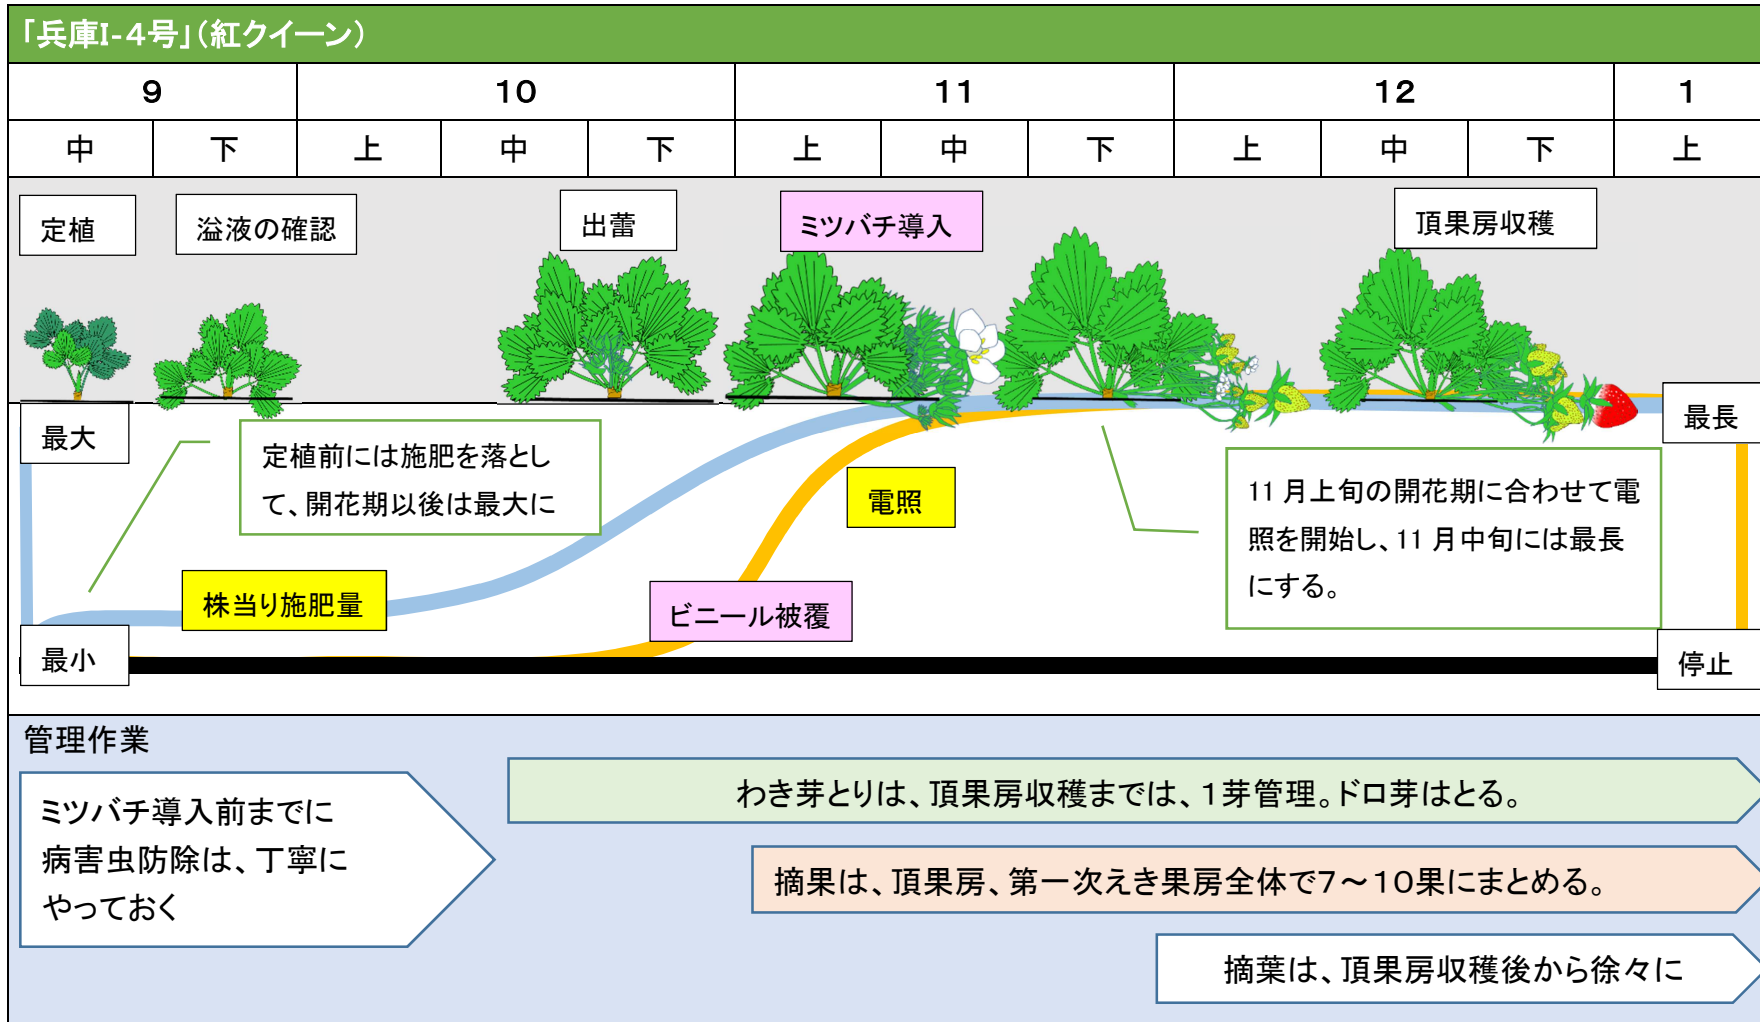 「兵庫I-4号」（紅クイーン）
9 10 11 12 1
中 下 上 中 下 上 中 下 上 中 下 上
定植
溢液の確認
出蕾
ミツバチ導入
頂果房収穫
最大
最長
定植前には施肥を落とし
て、開花期以後は最大に
電照
11 月上旬の開花期に合わせて電
照を開始し、11 月中旬には最長
にする。
株当り施肥量
ビニール被覆
最小
停止
管理作業
ミツバチ導入前までに
病害虫防除は、丁寧に
やっておく
わき芽とりは、頂果房収穫までは、１芽管理。ドロ芽はとる。
摘果は、頂果房、第一次えき果房全体で７～１０果にまとめる。
摘葉は、頂果房収穫後から徐々に